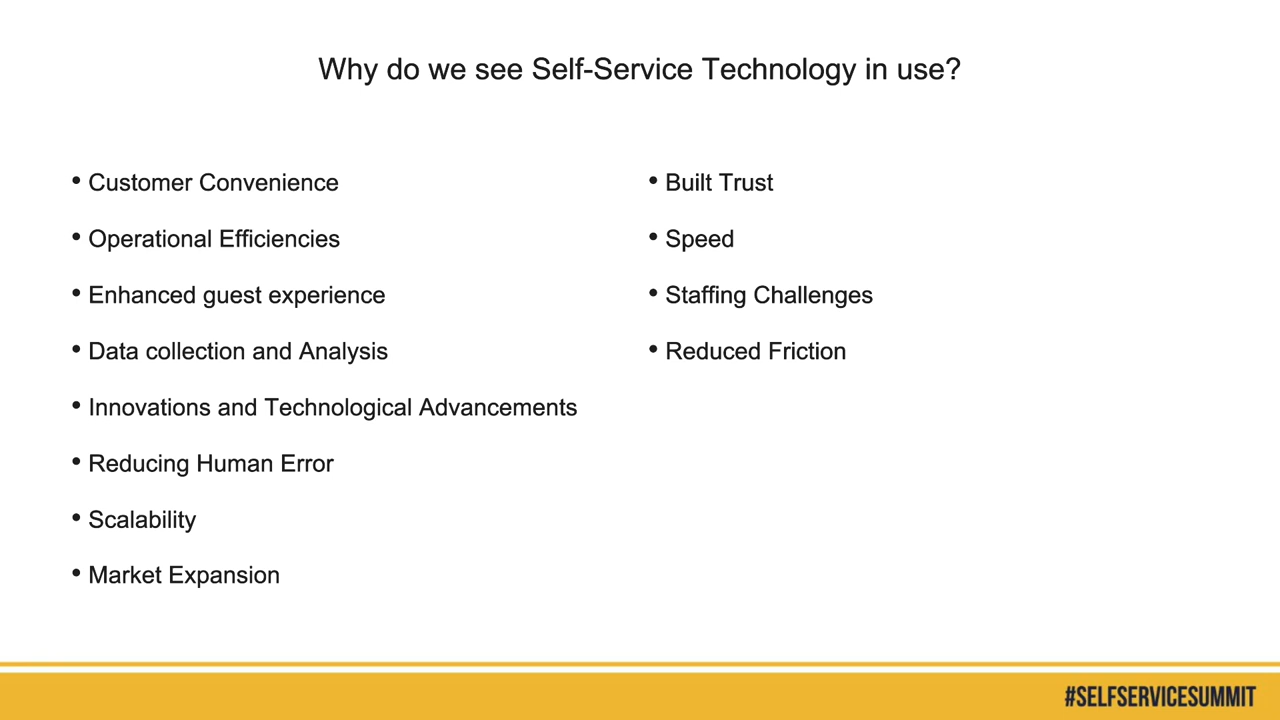 Why do we see Self-Service Technology in use?
• Customer Convenience
• Operational Efficiencies
• Enhanced guest experience
• Data collection and Analysis
• Innovations and Technological Advancements
• Reducing Human Error
• Scalability
• Market Expansion
• Built Trust
• Speed
• Staffing Challenges
• Reduced Friction
#SELFSERVICESUMMIT